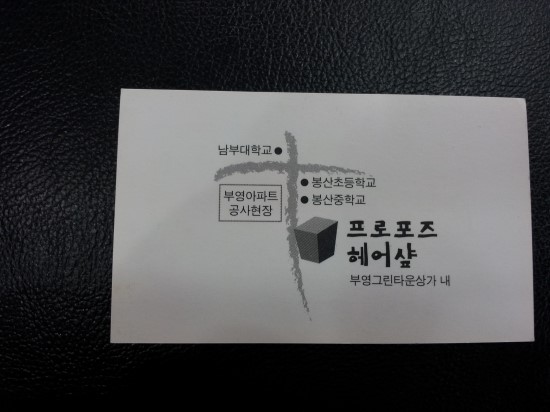 남부대학교
봉산초등학교
봉산중학교
부영아파트
공사현장
프로포즈
헤어샾
부영그린타운상가 내